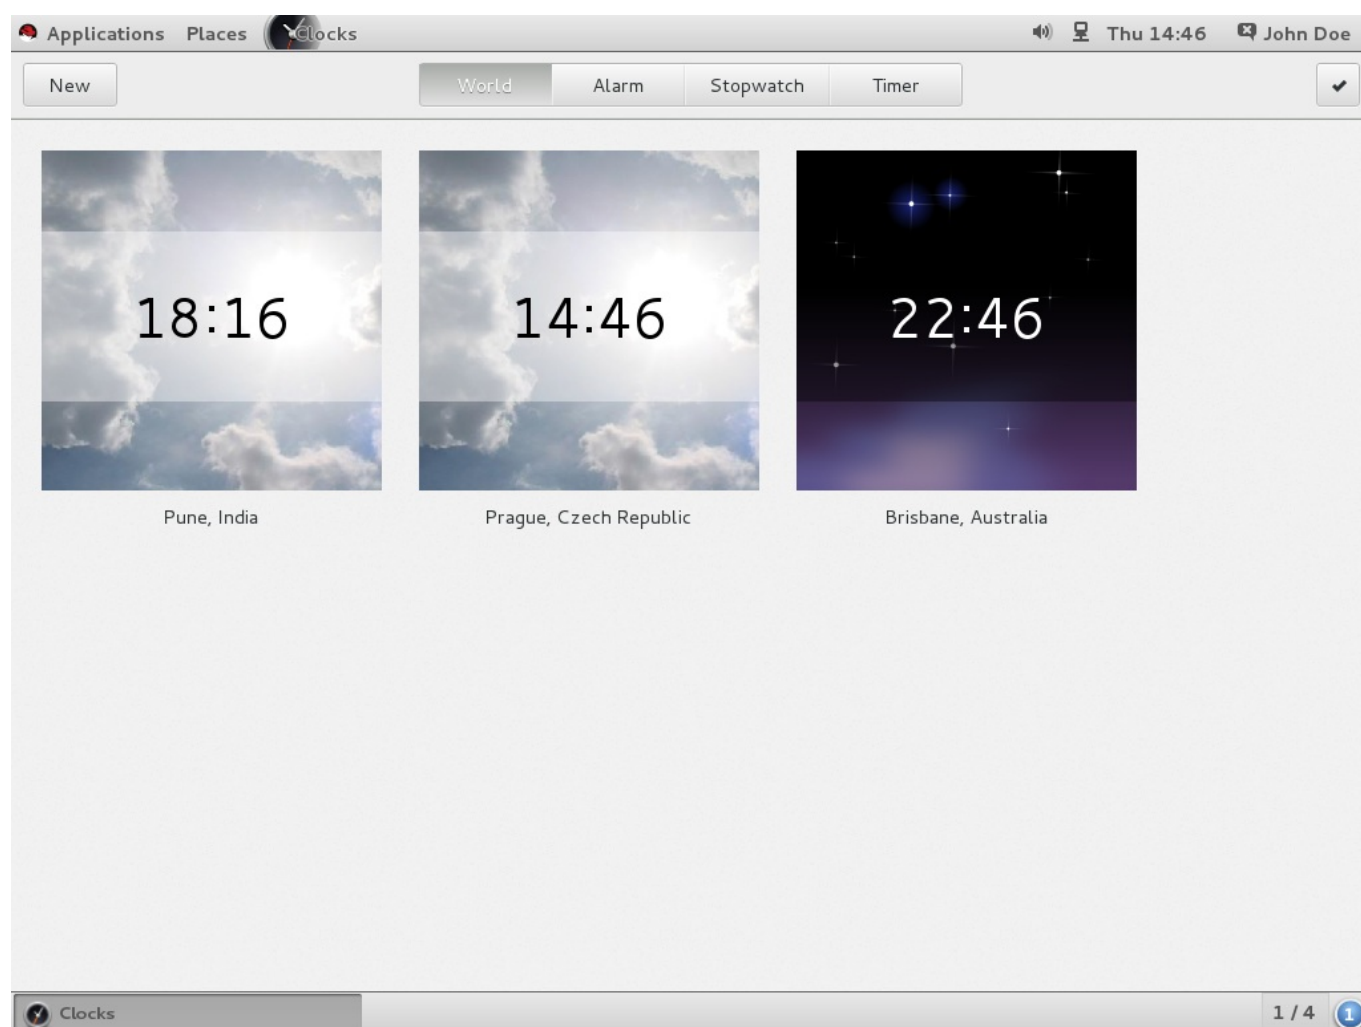 Applications Places Clocks Thu 14:46 John Doe
New World Alarm Stopwatch Timer
18:16 14:46 22:46
Pune, India Prague, Czech Republic Brisbane, Australia
Clocks 1 / 4 1